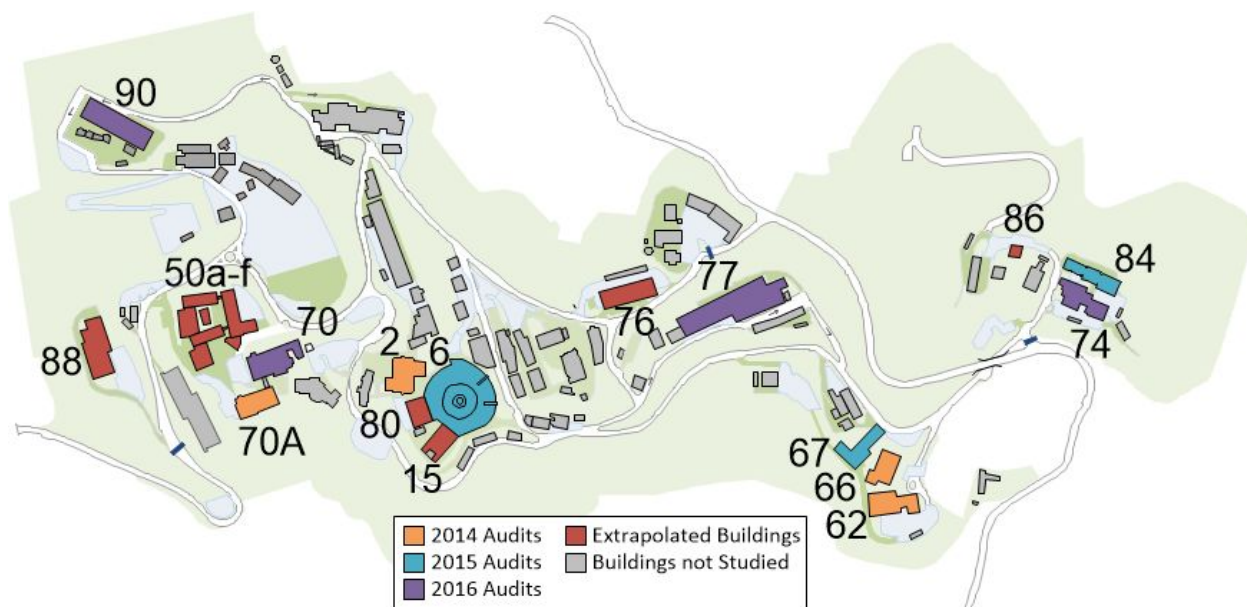 90
86
84
50a-f
77
70
76
2
6
74
88
80
70A
67
15
66
62
2014 Audits
2015 Audits
2016 Audits
Extrapolated Buildings
Buildings not Studied